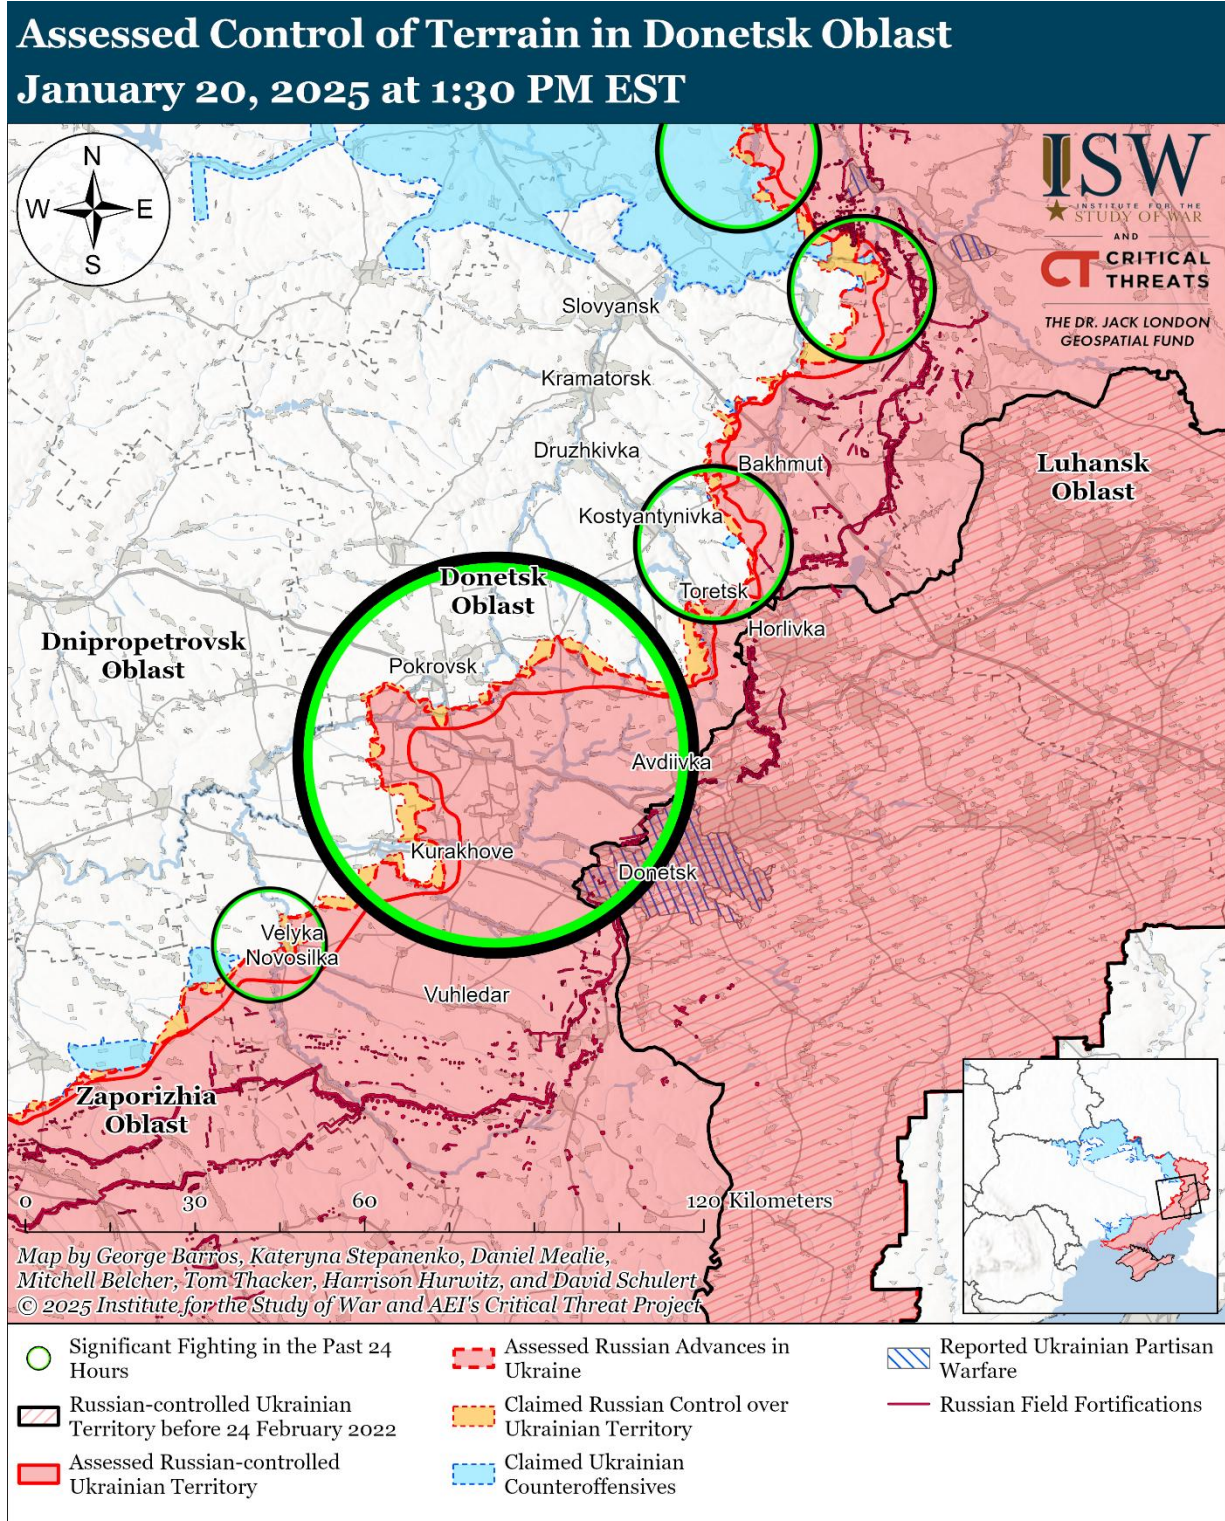 Assessed Control of Terrain in Donetsk Oblast
January 20, 2025 at 1:30 PM EST
N
W
E
S
ISW
INSTITUTE FOR THE
STUDY OF WAR
AND
CT CRITICAL
THREATS
THE DR. JACK LONDON
GEOSPATIAL FUND
Slovyansk
Kramatorsk
Druzhkivka
Bakhmut
Luhansk
Oblast
Kostyantynivka
Donetsk
Oblast
Toretsk
Horlivka
Dnipropetrovsk
Oblast
Pokrovsk
Avdiivka
Kurakhove
Donetsk
Velyka
Novosilka
Vuhledar
Zaporizhia
Oblast
0 30 60 120 Kilometers
Map by George Barros, Kateryna Stepanenko, Daniel Mealie,
Mitchell Belcher, Tom Thacker, Harrison Hurwitz, and David Schulert
© 2025 Institute for the Study of War and AEI's Critical Threat Project
Significant Fighting in the Past 24
Hours
Russian-controlled Ukrainian
Territory before 24 February 2022
Assessed Russian-controlled
Ukrainian Territory
Assessed Russian Advances in
Ukraine
Claimed Russian Control over
Ukrainian Territory
Claimed Ukrainian
Counteroffensives
Reported Ukrainian Partisan
Warfare
Russian Field Fortifications